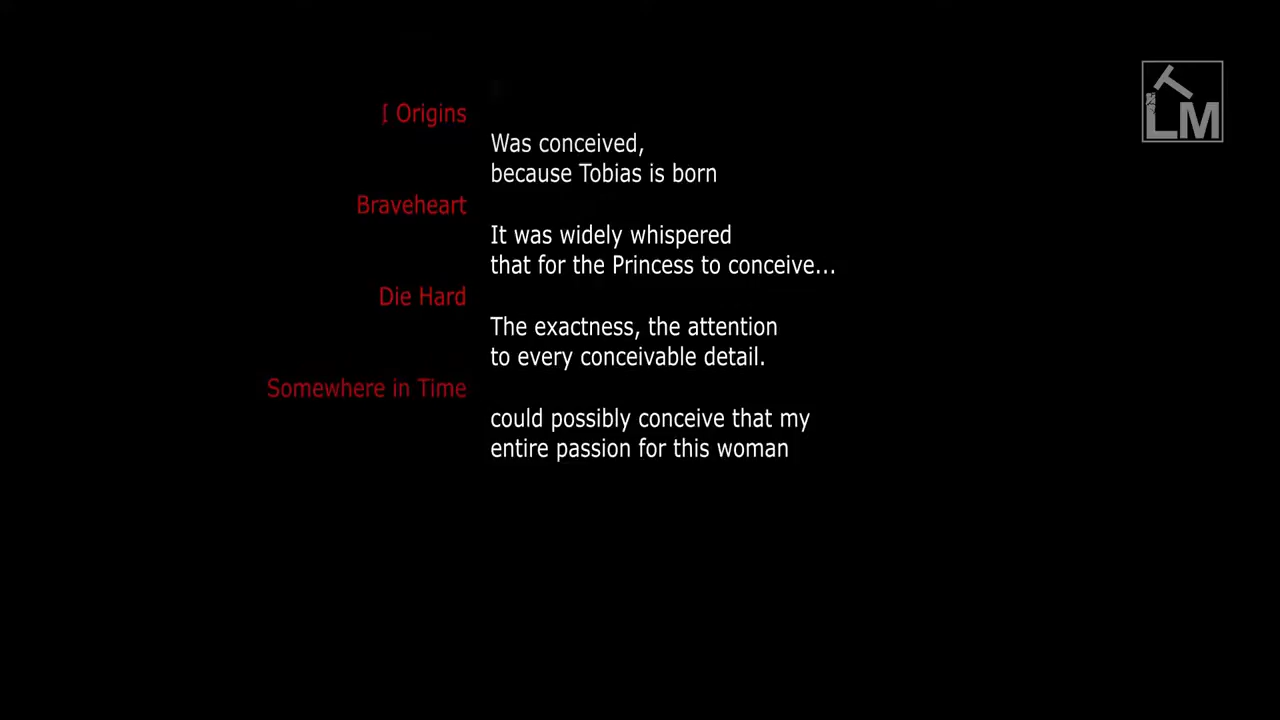 I Origins
Was conceived,
because Tobias is born
Braveheart
It was widely whispered
that for the Princess to conceive...
Die Hard
The exactness, the attention
to every conceivable detail.
Somewhere in Time
could possibly conceive that my
entire passion for this woman
T
LM